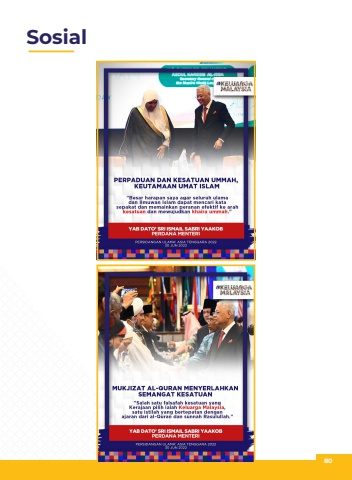 Sosial
#KELUARGA
MALAYSIA
PERPADUAN DAN KESATUAN UMMAH,
KEUTAMAAN UMAT ISLAM
"Besar harapan saya agar seluruh ulama
dan ilmuwan Islam dapat mencari kata
sepakat dan memainkan peranan efektif ke arah
kesatuan dan mewujudkan khaira ummah."
YAB DATO' SRI ISMAIL SABRI YAAKOB
PERDANA MENTERI
PERSIDANGAN ULAMA' ASIA TENGGARA 2022
30 JUN 2022
#KELUARGA
MALAYSIA
MUKJIZAT AL-QURAN MENYERLAHKAN
SEMANGAT KESATUAN
"Salah satu falsafah kesatuan yang
Kerajaan pilih ialah Keluarga Malaysia,
satu istilah yang bertepatan dengan
ajaran dari al-Quran dan sunnah Rasulullah."
YAB DATO' SRI ISMAIL SABRI YAAKOB
PERDANA MENTERI
PERSIDANGAN ULAMA' ASIA TENGGARA 2022
30 JUN 2022
80